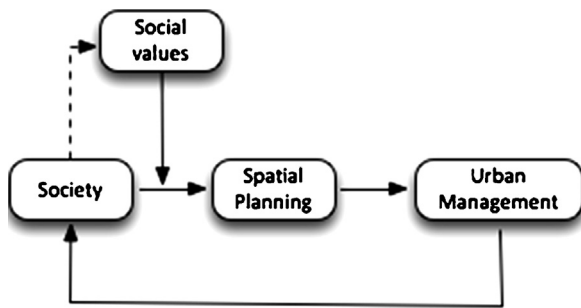 Social
values
Society
Spatial
Planning
Urban
Management